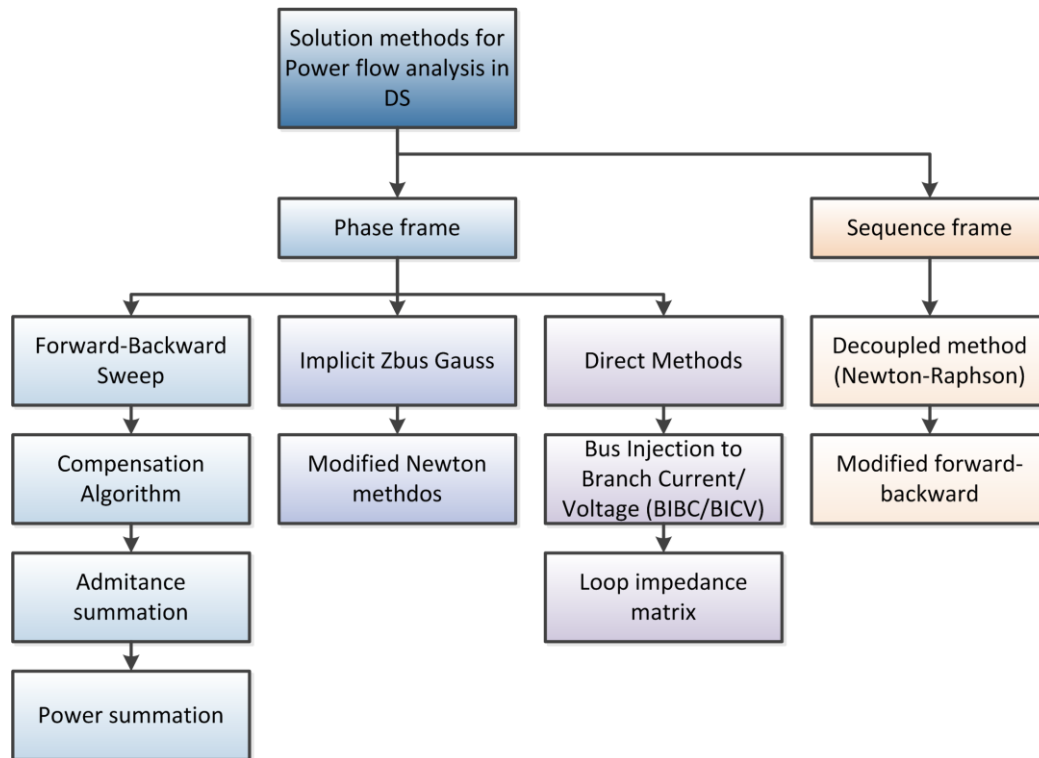 Solution methods for
Power flow analysis in
DS
Phase frame
Sequence frame
Forward-Backward
Sweep
Implicit Zbus Gauss
Direct Methods
Decoupled method
(Newton-Raphson)
Compensation
Algorithm
Modified Newton
methdos
Bus Injection to
Branch Current/
Voltage (BIBC/BICV)
Modified forward-
backward
Admitance
summation
Loop impedance
matrix
Power summation